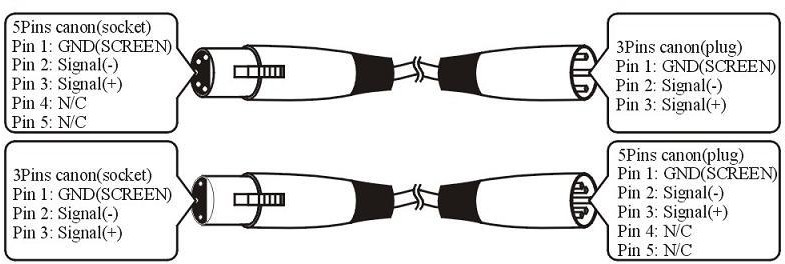 5Pins canon(socket)
Pin 1: GND(SCREEN)
Pin 2: Signal(-)
Pin 3: Signal(+)
Pin 4: N/C
Pin 5: N/C
3Pins canon(plug)
Pin 1: GND(SCREEN)
Pin 2: Signal(-)
Pin 3: Signal(+)
3Pins canon(socket)
Pin 1: GND(SCREEN)
Pin 2: Signal(-)
Pin 3: Signal(+)
5Pins canon(plug)
Pin 1: GND(SCREEN)
Pin 2: Signal(-)
Pin 3: Signal(+)
Pin 4: N/C
Pin 5: N/C